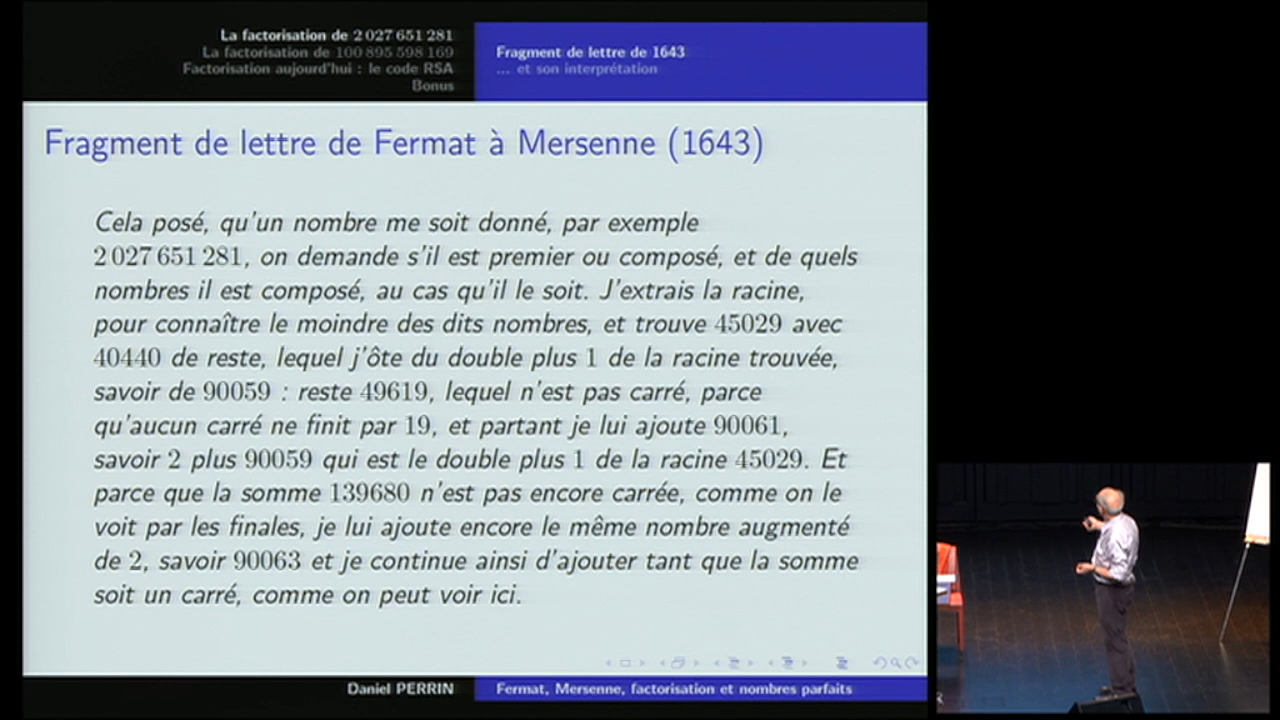 La factorisation de 2 027 651 281
La factorisation de 100 895 598 169
Factorisation aujourd'hui : le code RSA
Bonus
Fragment de lettre de 1643
... et son interprétation
Fragment de lettre de Fermat à Mersenne (1643)
Cela posé, qu'un nombre me soit donné, par exemple
2 027 651 281, on demande s'il est premier ou composé, et de quels
nombres il est composé, au cas qu'il le soit. J'extrais la racine,
pour connaître le moindre des dits nombres, et trouve 45029 avec
40440 de reste, lequel j'ôte du double plus 1 de la racine trouvée,
savoir de 90059 : reste 49619, lequel n'est pas carré, parce
qu'aucun carré ne finit par 19, et partant je lui ajoute 90061,
savoir 2 plus 90059 qui est le double plus 1 de la racine 45029. Et
parce que la somme 139680 n'est pas encore carrée, comme on le
voit par les finales, je lui ajoute encore le même nombre augmenté
de 2, savoir 90063 et je continue ainsi d'ajouter tant que la somme
soit un carré, comme on peut voir ici.
Daniel PERRIN
Fermat, Mersenne, factorisation et nombres parfaits